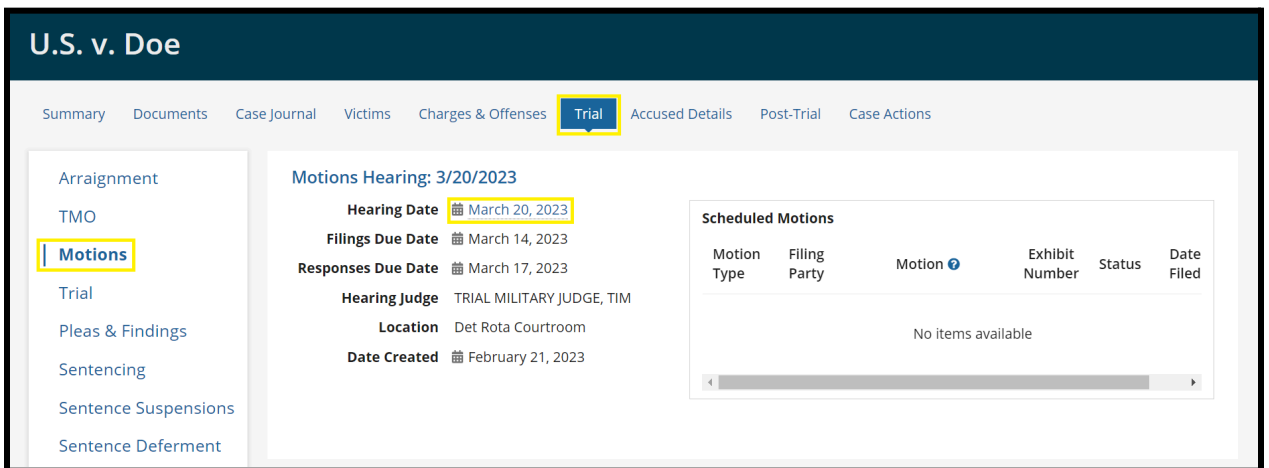 U.S. v. Doe
Summary Documents Case Journal Victims Charges & Offenses Trial Accused Details Post-Trial Case Actions
Arraignment
TMO
Motions
Trial
Pleas & Findings
Sentencing
Sentence Suspensions
Sentence Deferment
Motions Hearing: 3/20/2023
Hearing Date March 20, 2023
Filings Due Date March 14, 2023
Responses Due Date March 17, 2023
Hearing Judge TRIAL MILITARY JUDGE, TIM
Location Det Rota Courtroom
Date Created February 21, 2023
Scheduled Motions
Motion Type Filing Party Motion ? Exhibit Number Status Date Filed
No items available